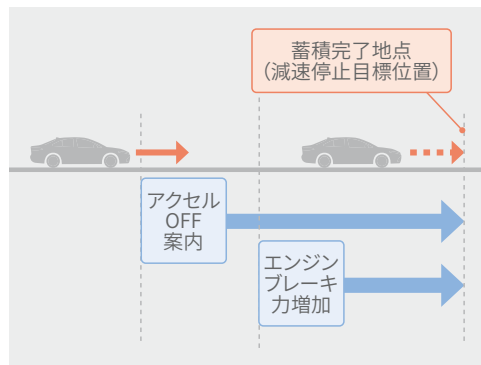 蓄積完了地点
（減速停止目標位置）
アクセル
OFF
案内
エンジン
ブレーキ
力増加